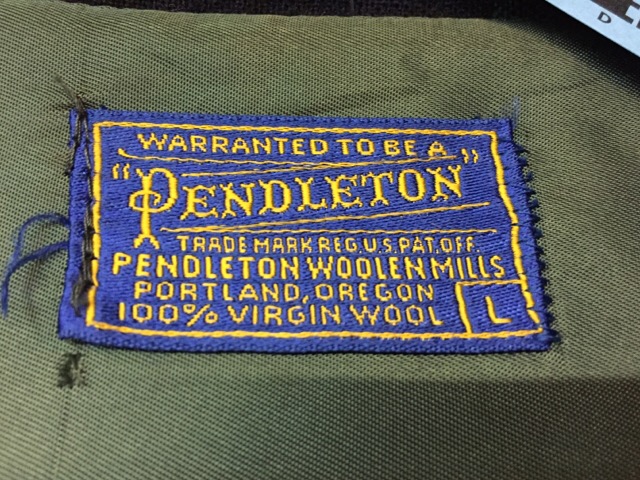 WARRANTED TO BE A
"PENDLETON"
TRADE MARK REG. U.S. PAT. OFF.
PENDLETON WOOLEN MILLS
PORTLAND, OREGON
100% VIRGIN WOOL
L
D